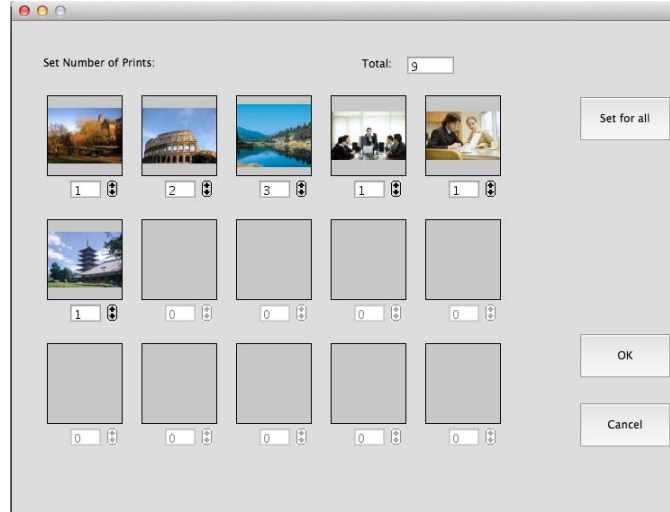 Set Number of Prints: Total: 9
Set for all
1 2 3 1 1
1 0 0 0 0
OK
0 0 0 0 0
Cancel